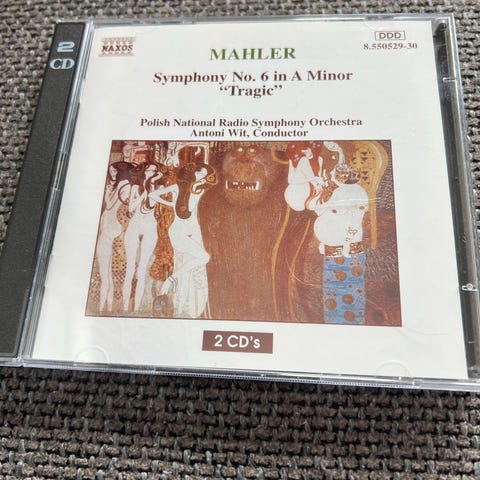 2
CD
NAXOS
DDD
8.550529-30
MAHLER
Symphony No. 6 in A Minor
“Tragic”
Polish National Radio Symphony Orchestra
Antoni Wit, Conductor
2 CD's